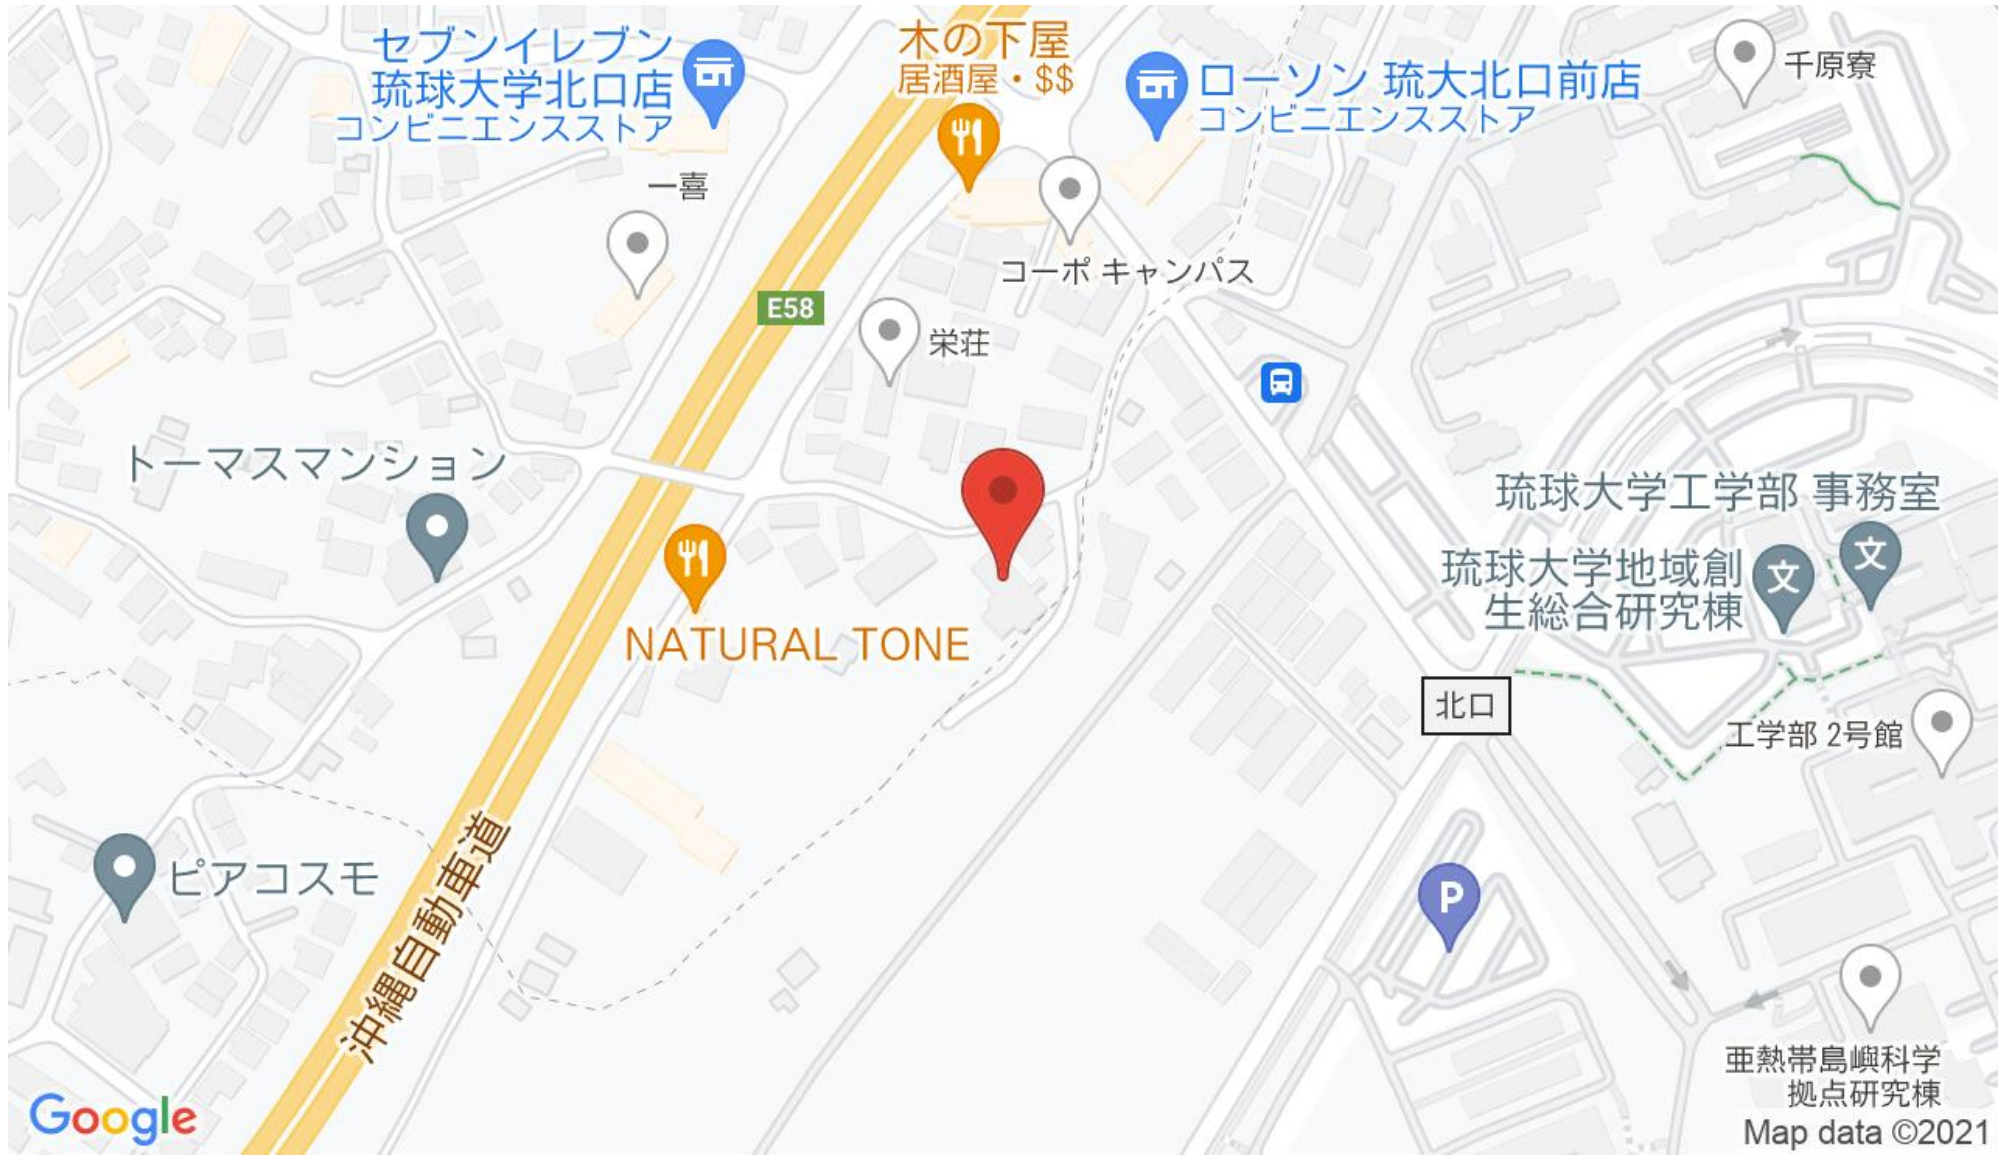 セブンイレブン
琉球大学北口店
コンビニエンスストア
木の下屋
居酒屋・$$
ローソン 琉大北口前店
コンビニエンスストア
千原寮
一喜
コーポ キャンパス
E58
栄荘
トーマスマンション
琉球大学工学部 事務室
文
文
琉球大学地域創
生総合研究棟
NATURAL TONE
北口
工学部 2号館
P
ピアコスモ
沖縄自動車道
亜熱帯島嶼科学
拠点研究棟
Google
Map data ©2021